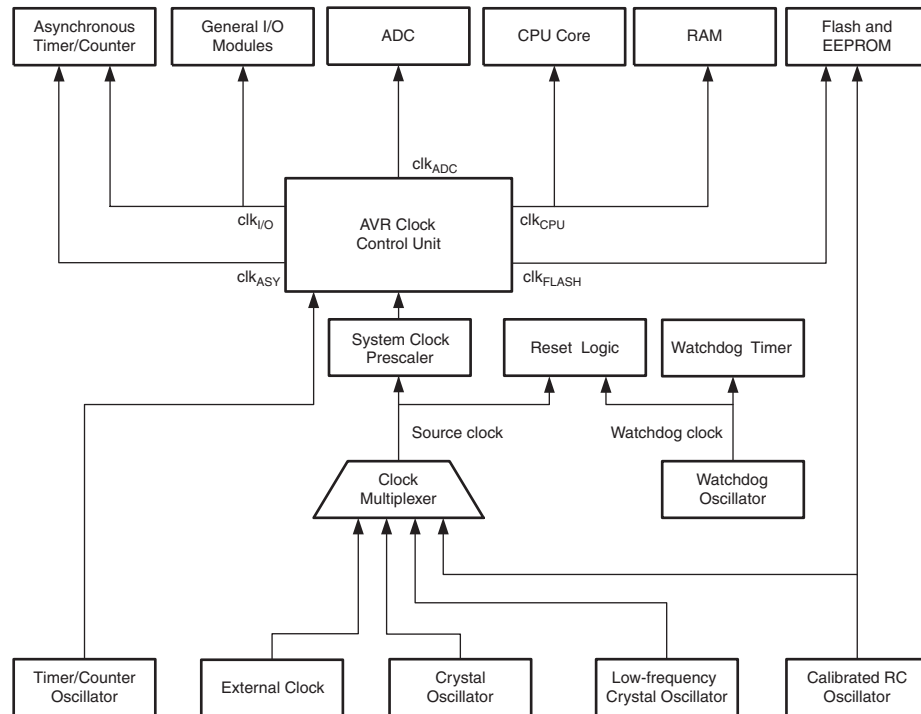 Asynchronous
Timer/Counter
General I/O
Modules
ADC
CPU Core
RAM
Flash and
EEPROM
clkADC
clkI/O
AVR Clock
Control Unit
clkCPU
clkASY
clkFLASH
System Clock
Prescaler
Reset Logic
Watchdog Timer
Source clock
Watchdog clock
Clock
Multiplexer
Watchdog
Oscillator
Timer/Counter
Oscillator
External Clock
Crystal
Oscillator
Low-frequency
Crystal Oscillator
Calibrated RC
Oscillator